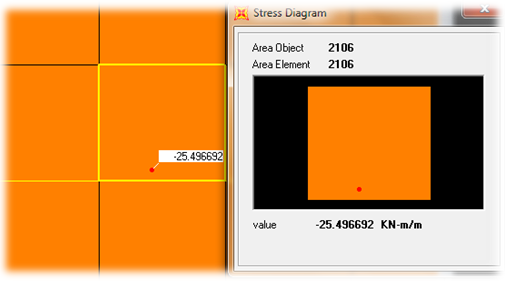 Stress Diagram
Area Object 2106
Area Element 2106
-25.496692
value -25.496692 KN-m/m